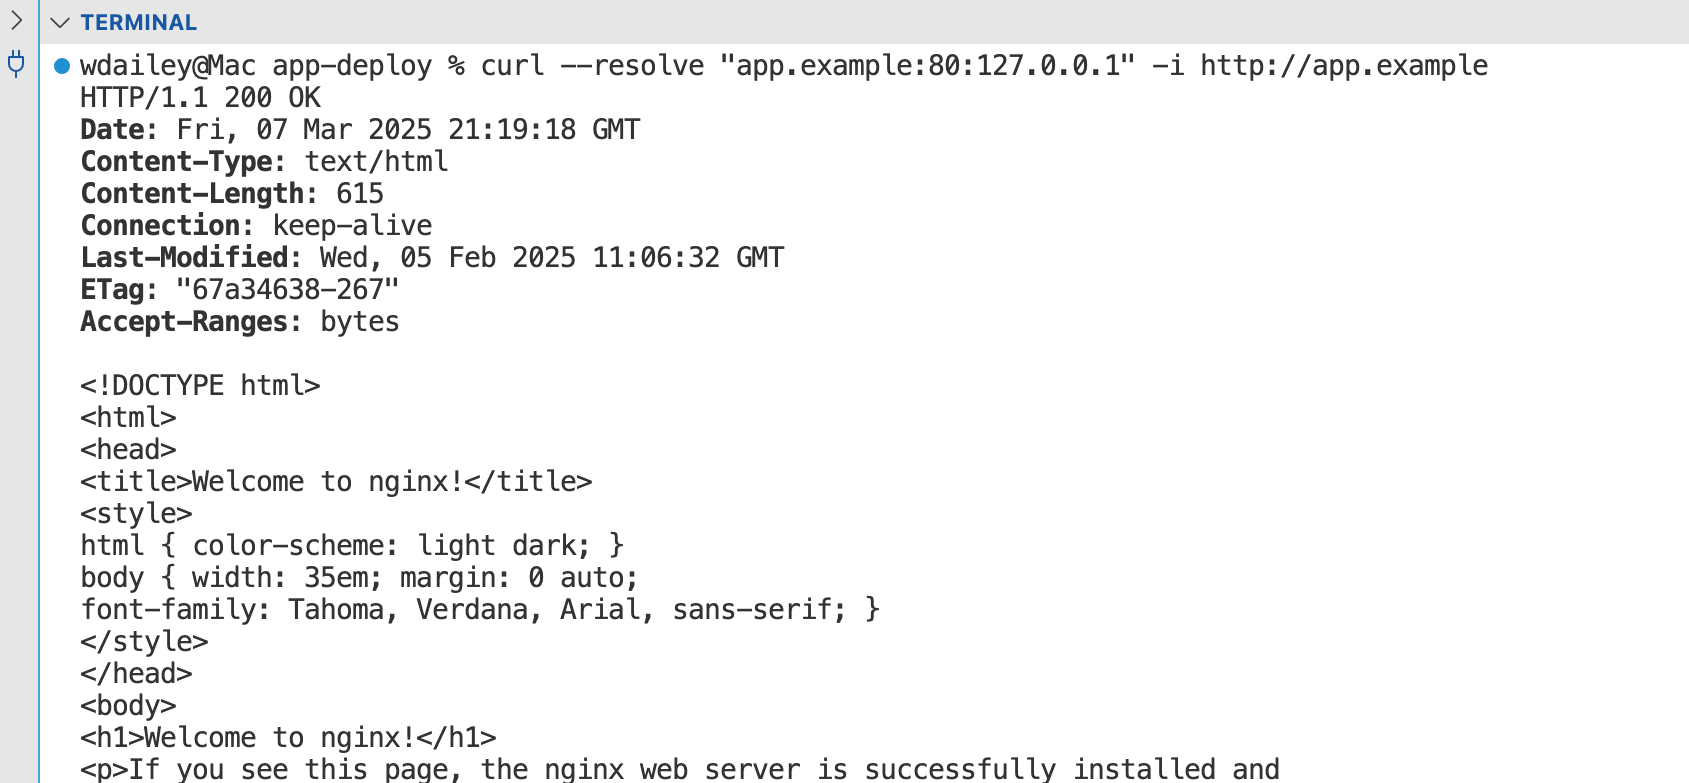 TERMINAL
wdailey@Mac app-deploy % curl --resolve "app.example:80:127.0.0.1" -i http://app.example
HTTP/1.1 200 OK
Date: Fri, 07 Mar 2025 21:19:18 GMT
Content-Type: text/html
Content-Length: 615
Connection: keep-alive
Last-Modified: Wed, 05 Feb 2025 11:06:32 GMT
ETag: "67a34638-267"
Accept-Ranges: bytes

<!DOCTYPE html>
<html>
<head>
<title>Welcome to nginx!</title>
<style>
html { color-scheme: light dark; }
body { width: 35em; margin: 0 auto;
font-family: Tahoma, Verdana, Arial, sans-serif; }
</style>
</head>
<body>
<h1>Welcome to nginx!</h1>
<p>If you see this page, the nginx web server is successfully installed and